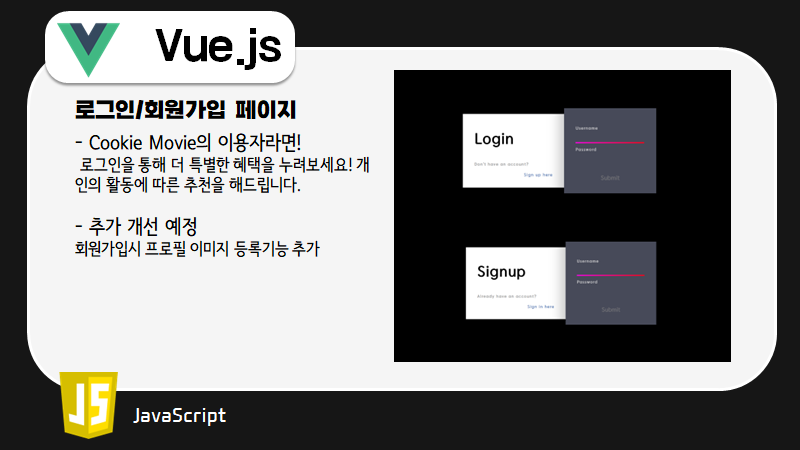 Vue.js
로그인/회원가입 페이지
- Cookie Movie의 이용자라면!
로그인을 통해 더 특별한 혜택을 누려보세요! 개
인의 활동에 따른 추천을 해드립니다.
- 추가 개선 예정
회원가입시 프로필 이미지 등록기능 추가
Login
Don't have an account?
Sign up here
Username
Password
Submit
Signup
Already have an account?
Sign in here
Username
Password
Submit
JS
JavaScript